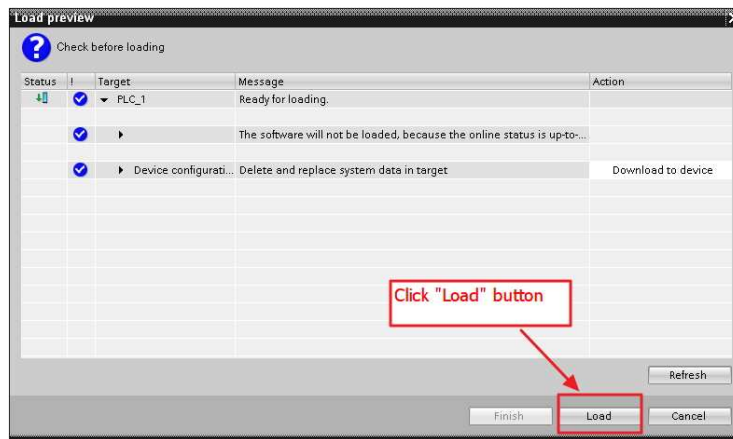 Load preview
Check before loading
Status ! Target Message Action
PLC_1 Ready for loading.
The software will not be loaded, because the online status is up-to-...
Device configurati... Delete and replace system data in target Download to device
Click "Load" button
Refresh
Finish Load Cancel